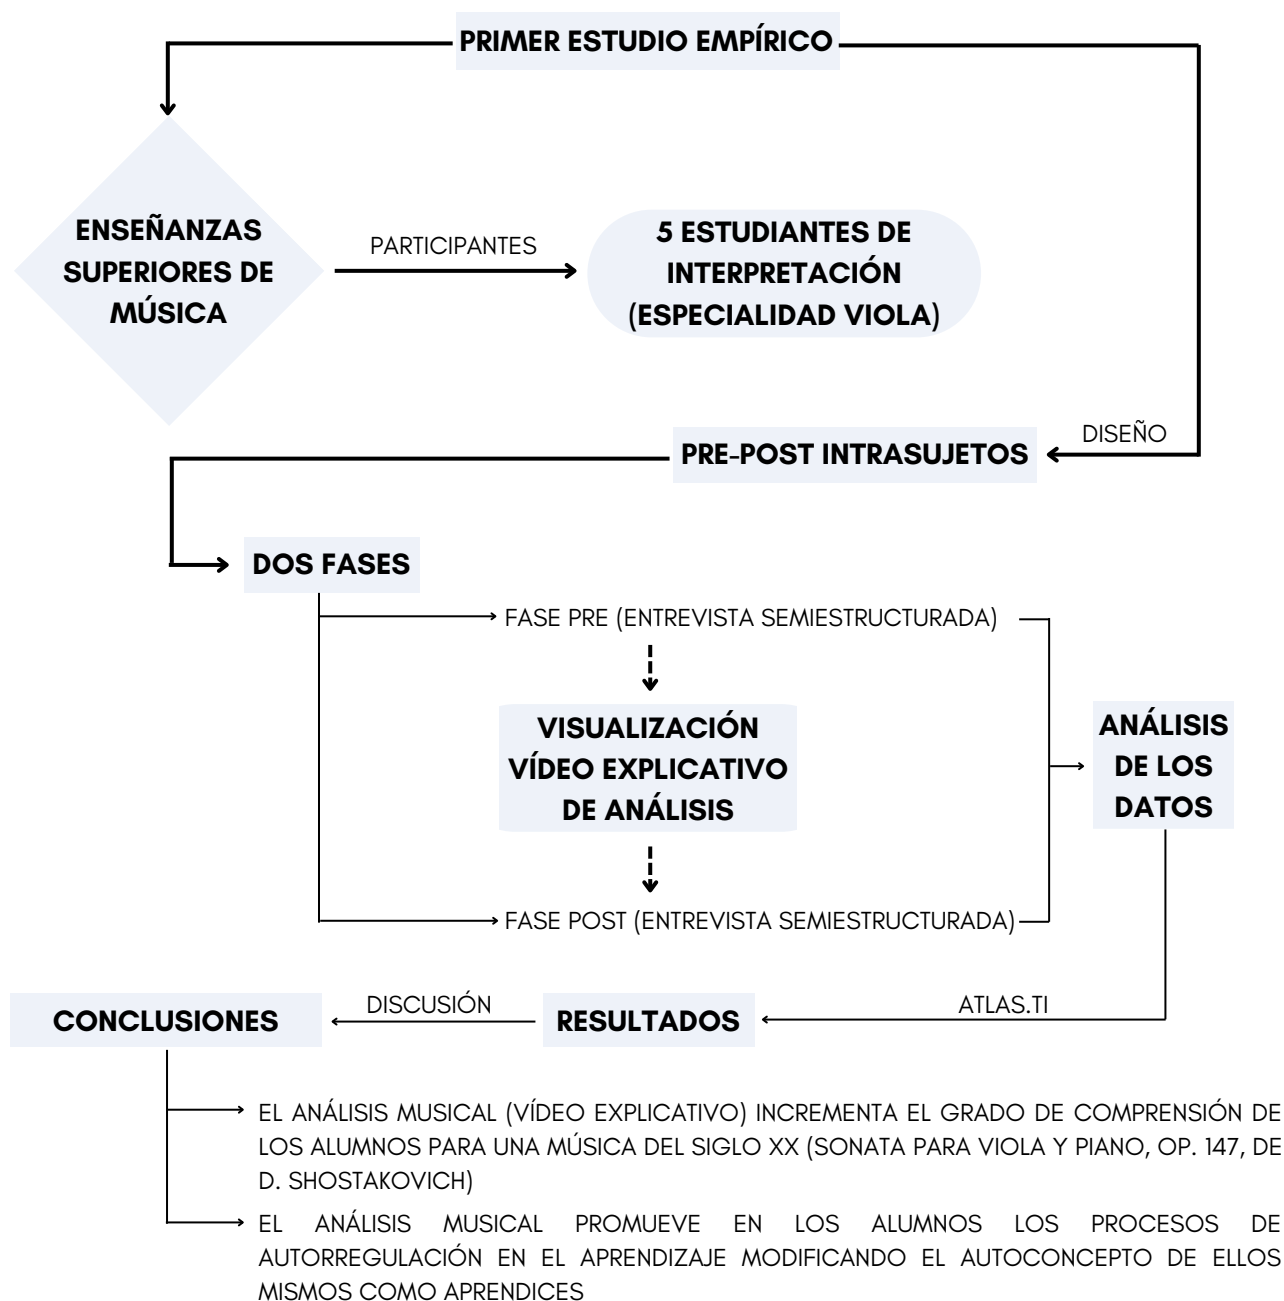 PRIMER ESTUDIO EMPÍRICO
ENSEÑANZAS
SUPERIORES DE
MÚSICA
PARTICIPANTES
5 ESTUDIANTES DE
INTERPRETACIÓN
(ESPECIALIDAD VIOLA)
DISEÑO
PRE-POST INTRASUJETOS
DOS FASES
FASE PRE (ENTREVISTA SEMIESTRUCTURADA)
VISUALIZACIÓN
VÍDEO EXPLICATIVO
DE ANÁLISIS
ANÁLISIS
DE LOS
DATOS
FASE POST (ENTREVISTA SEMIESTRUCTURADA)
ATLAS.TI
RESULTADOS
DISCUSIÓN
CONCLUSIONES
EL ANÁLISIS MUSICAL (VÍDEO EXPLICATIVO) INCREMENTA EL GRADO DE COMPRENSIÓN DE
LOS ALUMNOS PARA UNA MÚSICA DEL SIGLO XX (SONATA PARA VIOLA Y PIANO, OP. 147, DE
D. SHOSTAKOVICH)
EL ANÁLISIS MUSICAL PROMUEVE EN LOS ALUMNOS LOS PROCESOS DE
AUTORREGULACIÓN EN EL APRENDIZAJE MODIFICANDO EL AUTOCONCEPTO DE ELLOS
MISMOS COMO APRENDICES